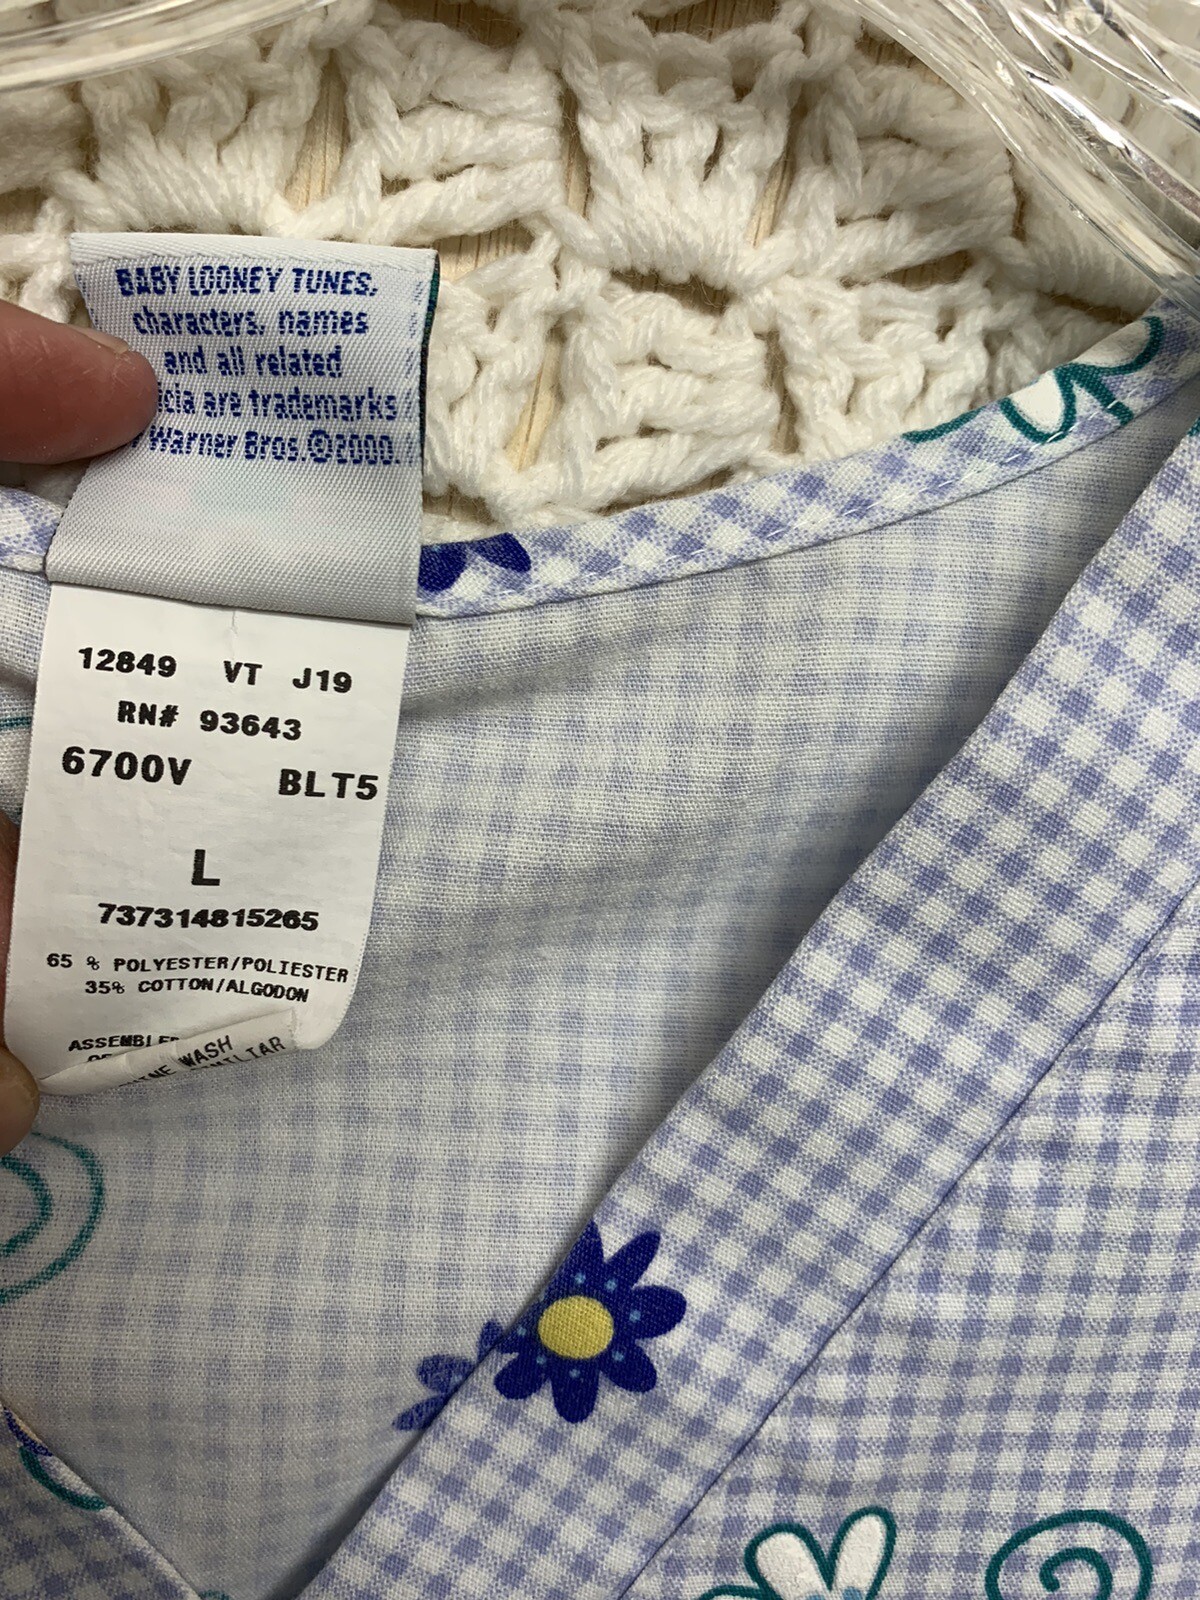 BABY LOONEY TUNES,
characters, names
and all related
are trademarks
Warner Bros.©2000.
12849 VT J19
RN# 93643
6700V BLT5
L
737314815265
65 % POLYESTER/POLIESTER
35% COTTON/ALGODON
WASH